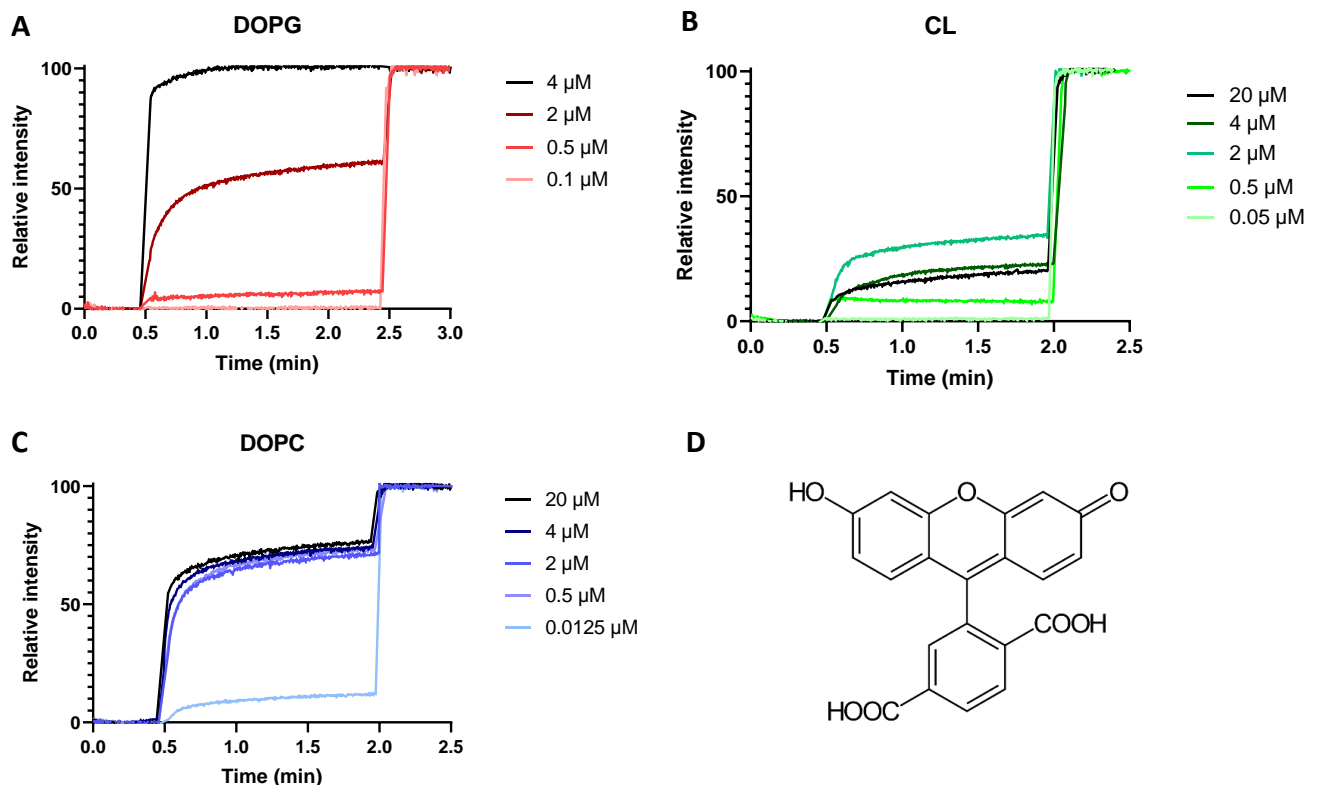 A
DOPG
100
50
0
Relative intensity
0.0 0.5 1.0 1.5 2.0 2.5 3.0
Time (min)
4 µM
2 µM
0.5 µM
0.1 µM
B
CL
100
50
0
Relative intensity
0.0 0.5 1.0 1.5 2.0 2.5
Time (min)
20 µM
4 µM
2 µM
0.5 µM
0.05 µM
C
DOPC
100
50
0
Relative intensity
0.0 0.5 1.0 1.5 2.0 2.5
Time (min)
20 µM
4 µM
2 µM
0.5 µM
0.0125 µM
D
HO O O
COOH
HOOC